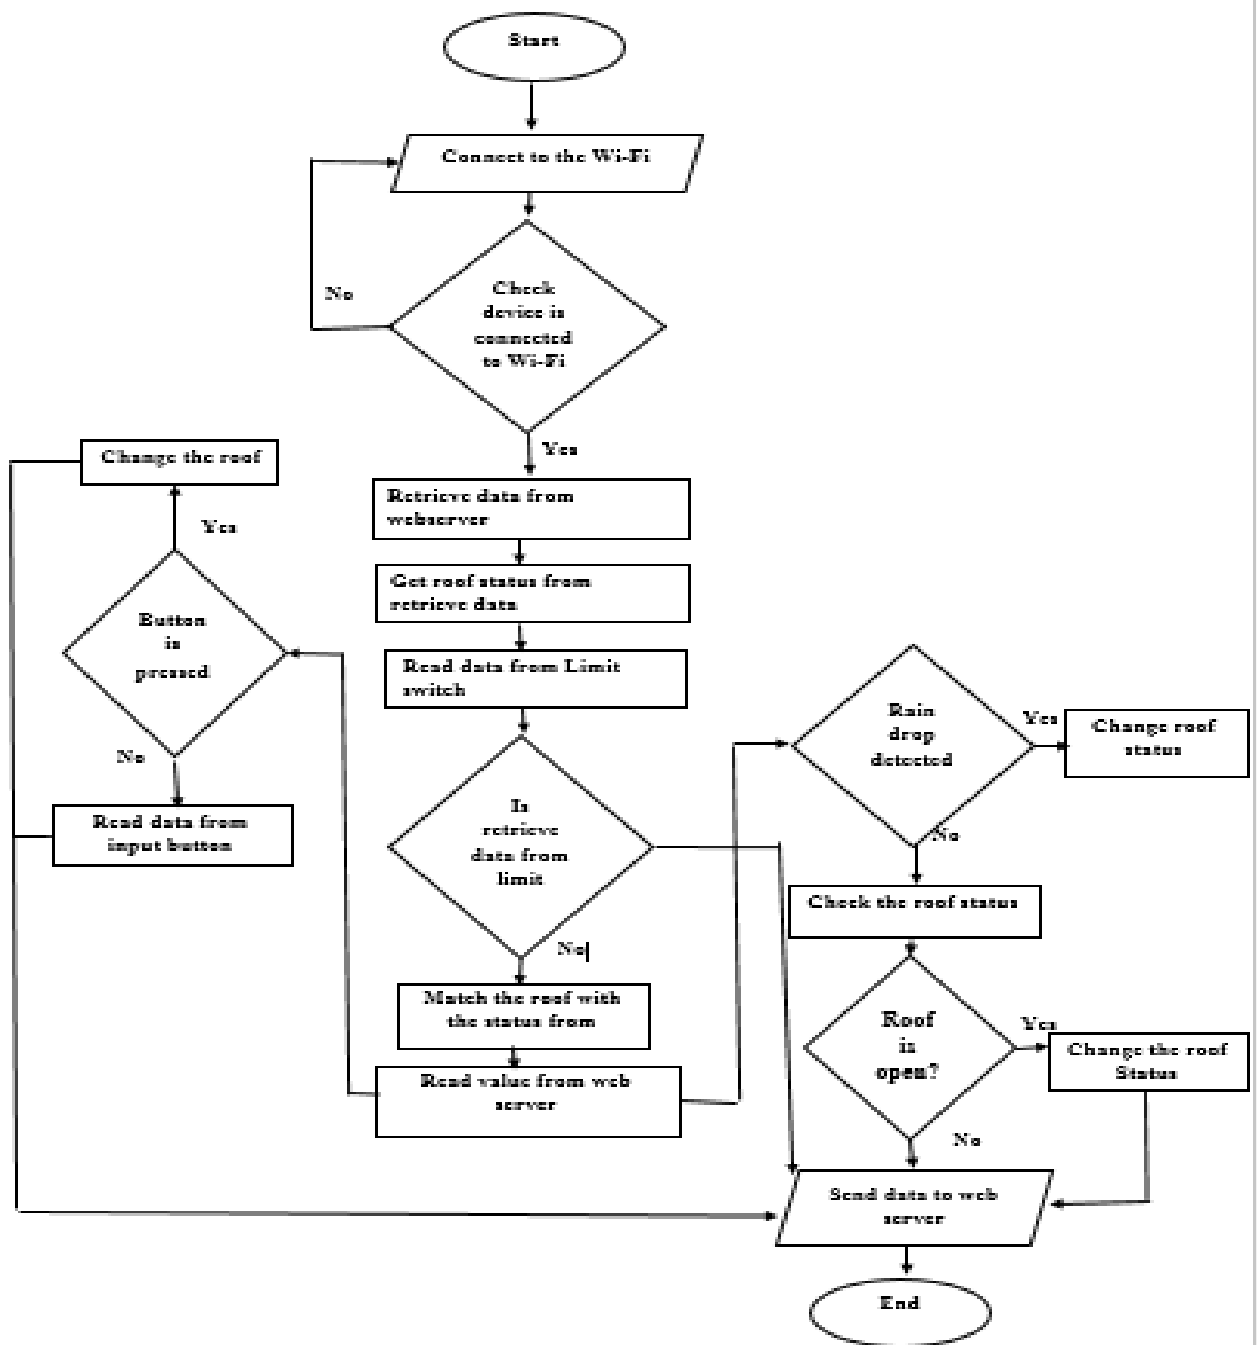 Start
Connect to the Wi-Fi
No
Check
device is
connected
to Wi-Fi
Yes
Change the roof
Retrieve data from
webserver
Yes
Get roof status from
retrieve data
Button
is
pressed
Read data from Limit
switch
No
Rain
drop
detected
Yes
Change roof
status
Read data from
input button
Is
retrieve
data from
limit
No
Check the roof status
No
Match the roof with
the status from
Roof
is
open?
Yes
Change the roof
Status
Read value from web
server
No
Send data to web
server
End